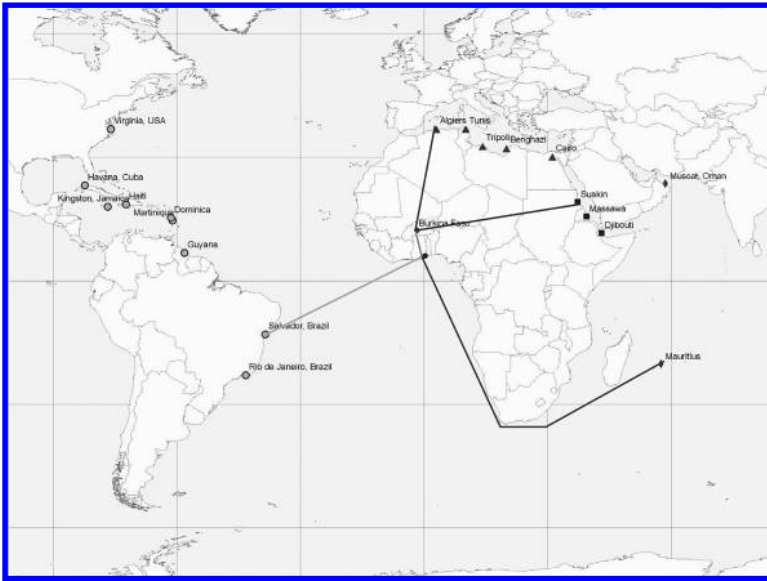 Virginia, USA
Algiers Tunis
Tripoli
Benghazi
Cairo
Havana, Cuba
Muscat, Oman
Kingston, Jamaica
Haiti
Suakin
Martinique
Dominica
Massawa
Burkina Faso
Djibouti
Guyana
Salvador, Brazil
Mauritius
Rio de Janeiro, Brazil